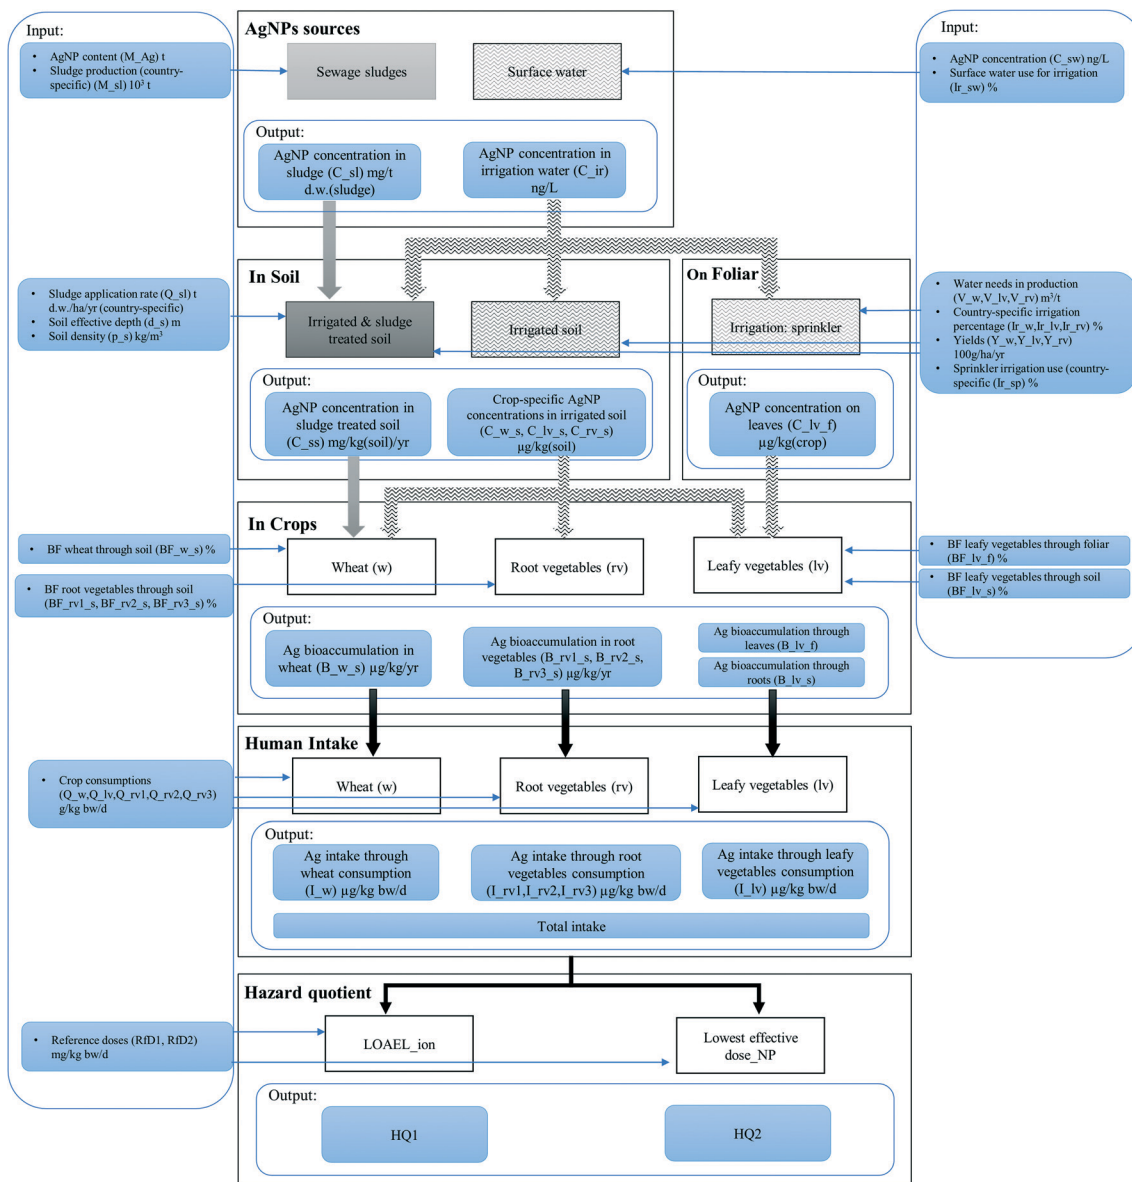 Input:
• AgNP content (M_Ag) t
• Sludge production (country-
specific) (M_sl) 10³ t
AgNPs sources
Sewage sludges
Surface water
Input:
• AgNP concentration (C_sw) ng/L
• Surface water use for irrigation
(Ir_sw) %
Output:
AgNP concentration in
sludge (C_sl) mg/t
d.w.(sludge)
AgNP concentration in
irrigation water (C_ir)
ng/L
• Sludge application rate (Q_sl) t
d.w./ha/yr (country-specific)
• Soil effective depth (d_s) m
• Soil density (p_s) kg/m³
In Soil
Irrigated & sludge
treated soil
Irrigated soil
On Foliar
Irrigation: sprinkler
• Water needs in production
(V_w,V_lv,V_rv) m³/t
• Country-specific irrigation
percentage (Ir_w,Ir_lv,Ir_rv) %
• Yields (Y_w,Y_lv,Y_rv)
100g/ha/yr
• Sprinkler irrigation use (country-
specific (Ir_sp) %
Output:
AgNP concentration in
sludge treated soil
(C_ss) mg/kg(soil)/yr
Crop-specific AgNP
concentrations in irrigated soil
(C_w_s, C_lv_s, C_rv_s)
µg/kg(soil)
Output:
AgNP concentration on
leaves (C_lv_f)
µg/kg(crop)
In Crops
• BF wheat through soil (BF_w_s) %
• BF root vegetables through soil
(BF_rv1_s, BF_rv2_s, BF_rv3_s) %
Wheat (w)
Root vegetables (rv)
Leafy vegetables (lv)
• BF leafy vegetables through foliar
(BF_lv_f) %
• BF leafy vegetables through soil
(BF_lv_s) %
Output:
Ag bioaccumulation in
wheat (B_w_s) µg/kg/yr
Ag bioaccumulation in root
vegetables (B_rv1_s, B_rv2_s,
B_rv3_s) µg/kg/yr
Ag bioaccumulation through
leaves (B_lv_f)
Ag bioaccumulation through
roots (B_lv_s)
Human Intake
• Crop consumptions
(Q_w,Q_lv,Q_rv1,Q_rv2,Q_rv3)
g/kg bw/d
Wheat (w)
Root vegetables (rv)
Leafy vegetables (lv)
Output:
Ag intake through
wheat consumption
(I_w) µg/kg bw/d
Ag intake through root
vegetables consumption
(I_rv1,I_rv2,I_rv3) µg/kg bw/d
Ag intake through leafy
vegetables consumption
(I_lv) µg/kg bw/d
Total intake
Hazard quotient
• Reference doses (RfD1, RfD2)
mg/kg bw/d
LOAEL_ion
Lowest effective
dose_NP
Output:
HQ1
HQ2